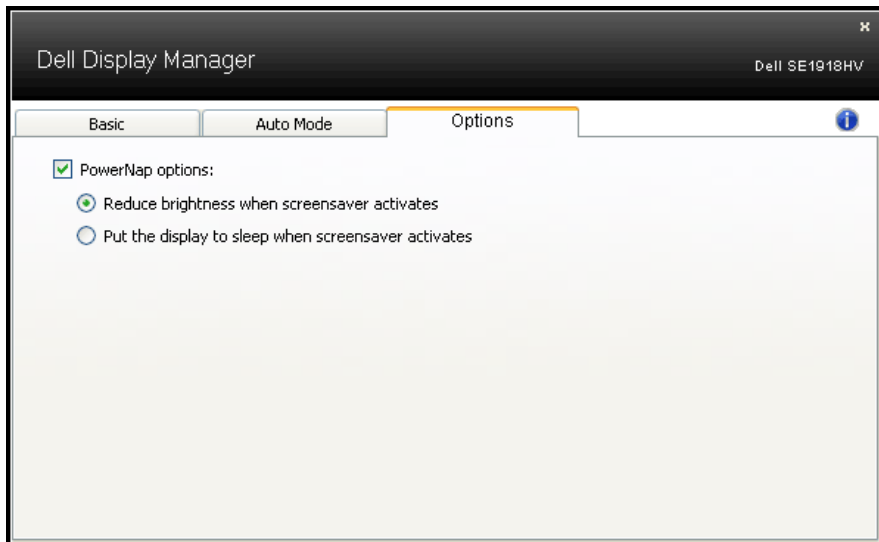 Dell Display Manager
Dell SE1918HV
Basic
Auto Mode
Options
PowerNap options:
Reduce brightness when screensaver activates
Put the display to sleep when screensaver activates